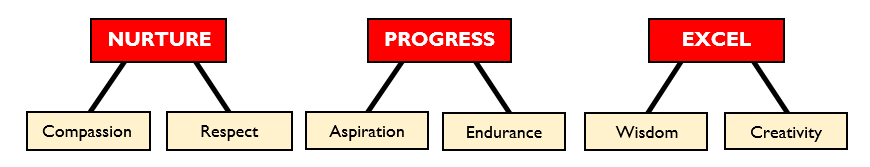 NURTURE
PROGRESS
EXCEL
Compassion
Respect
Aspiration
Endurance
Wisdom
Creativity